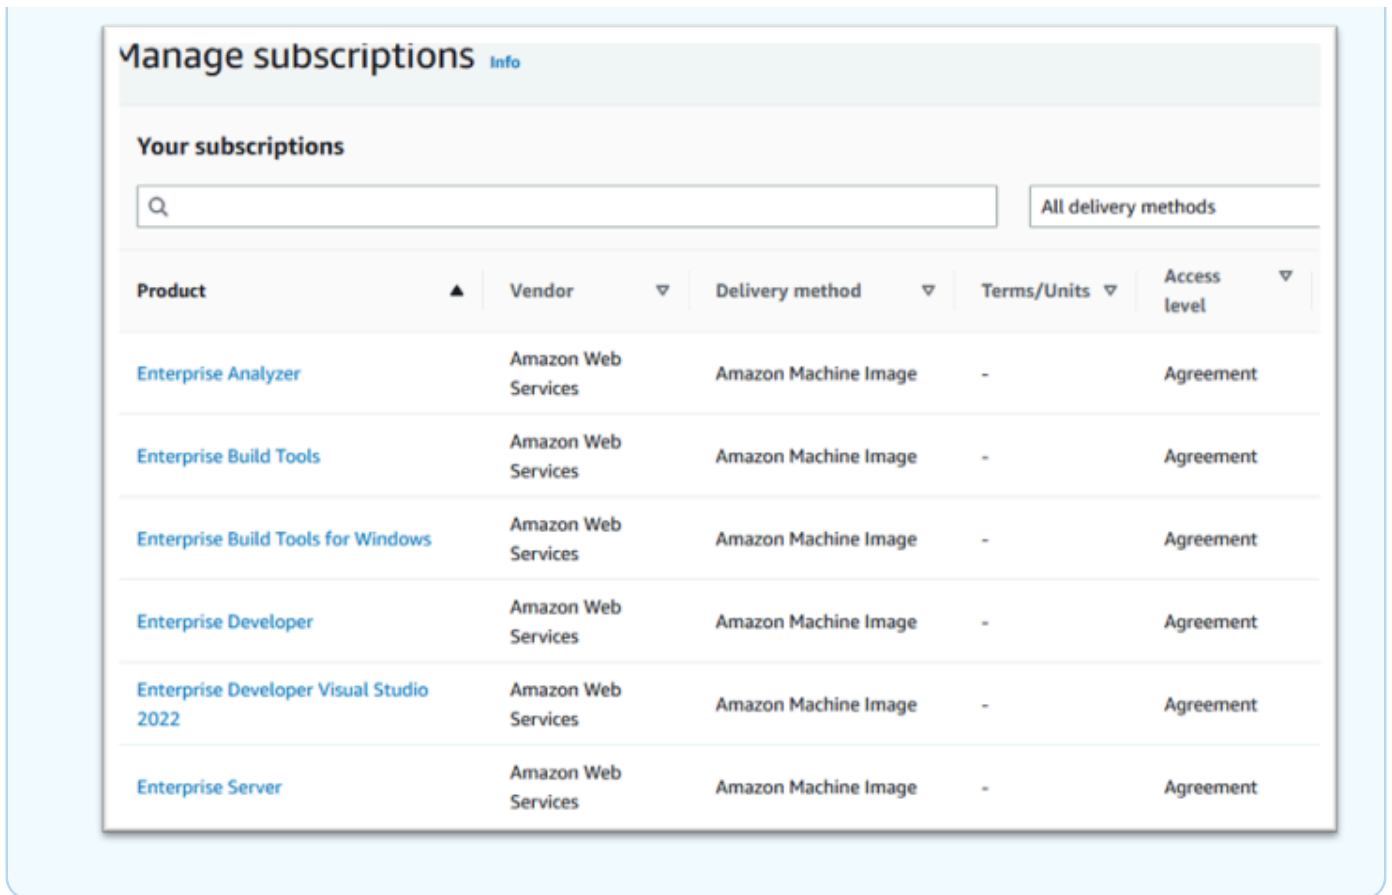 Manage subscriptions Info
Your subscriptions
All delivery methods
Product Vendor Delivery method Terms/Units Access level
Enterprise Analyzer Amazon Web Services Amazon Machine Image - Agreement
Enterprise Build Tools Amazon Web Services Amazon Machine Image - Agreement
Enterprise Build Tools for Windows Amazon Web Services Amazon Machine Image - Agreement
Enterprise Developer Amazon Web Services Amazon Machine Image - Agreement
Enterprise Developer Visual Studio 2022 Amazon Web Services Amazon Machine Image - Agreement
Enterprise Server Amazon Web Services Amazon Machine Image - Agreement